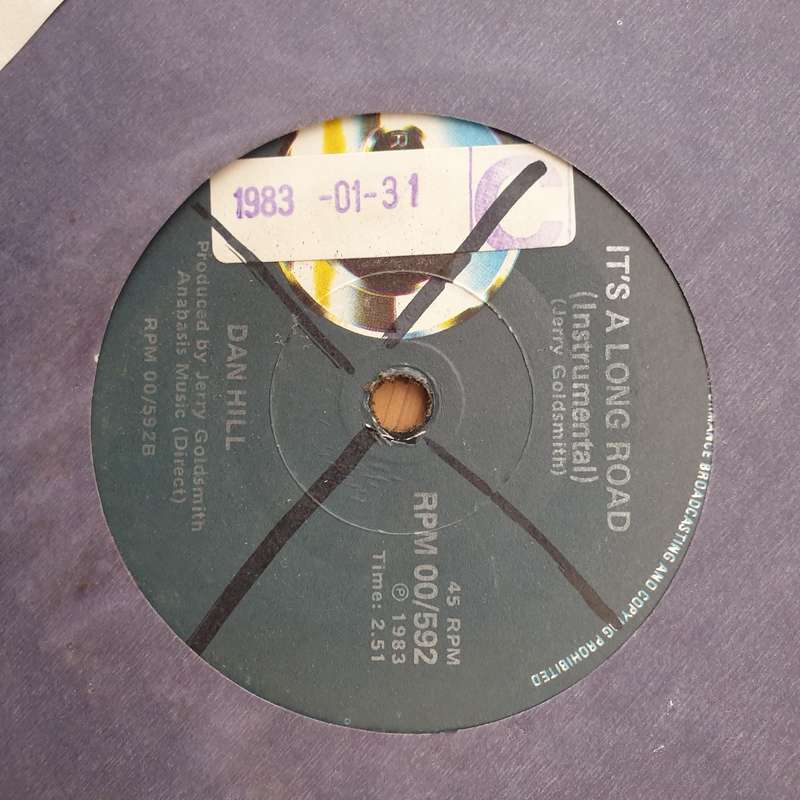 R
1983 -01-31
C
IT'S A LONG ROAD
(Instrumental)
(Jerry Goldsmith)
RPM 00/592
45 RPM
℗ 1983
Time: 2.51
DAN HILL
Produced by Jerry Goldsmith
Anabasis Music (Direct)
RPM 00/592B
BROADCASTING AND PROHIBITED